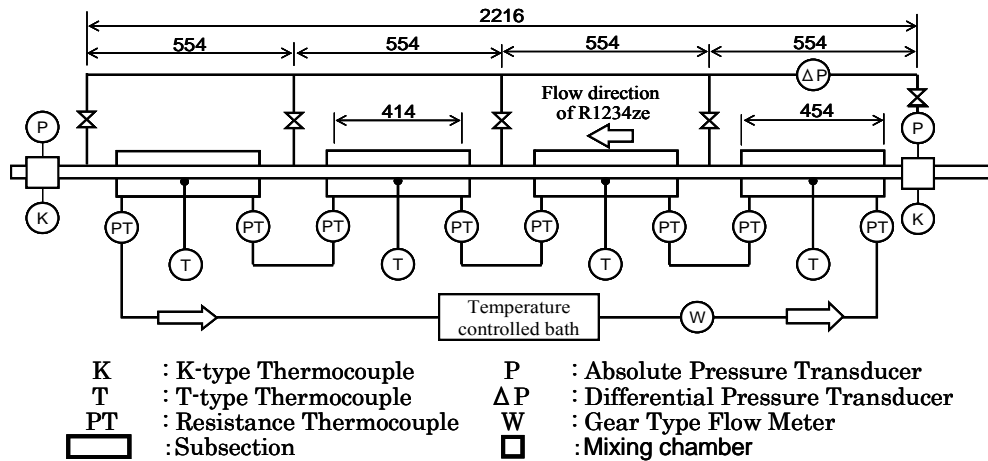 2216
554 554 554 554
ΔP
Flow direction
of R1234ze
414 454
P P
K K
PT PT PT PT PT PT PT PT
T T T T
Temperature
controlled bath
W
K : K-type Thermocouple P : Absolute Pressure Transducer
T : T-type Thermocouple ΔP : Differential Pressure Transducer
PT : Resistance Thermocouple W : Gear Type Flow Meter
: Subsection : Mixing chamber